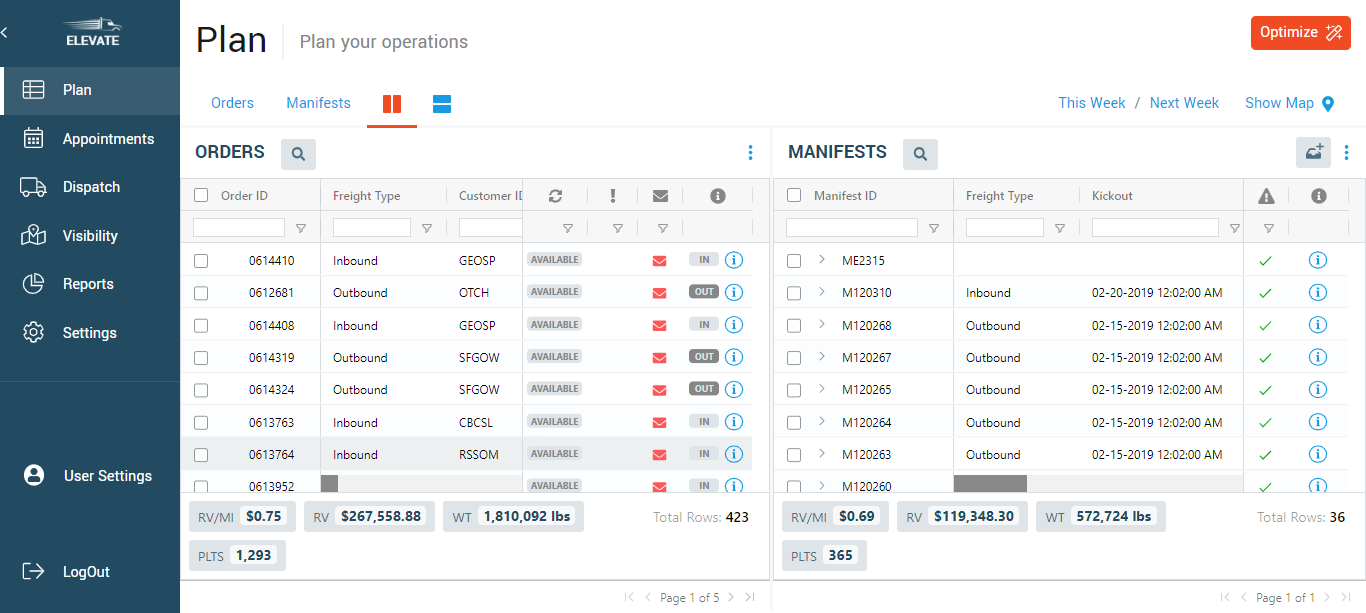 ELEVATE
Plan
Appointments
Dispatch
Visibility
Reports
Settings
User Settings
LogOut
Plan Plan your operations
Optimize
Orders Manifests
This Week / Next Week Show Map
ORDERS
Order ID Freight Type Customer ID
0614410 Inbound GEOSP AVAILABLE IN
0612681 Outbound OTCH AVAILABLE OUT
0614408 Inbound GEOSP AVAILABLE IN
0614319 Outbound SFGOW AVAILABLE OUT
0614324 Outbound SFGOW AVAILABLE OUT
0613763 Inbound CBCSL AVAILABLE IN
0613764 Inbound RSSOM AVAILABLE IN
0613952 AVAILABLE IN
RV/MI $0.75 RV $267,558.88 WT 1,810,092 lbs Total Rows: 423
PLTS 1,293
Page 1 of 5
MANIFESTS
Manifest ID Freight Type Kickout
ME2315
M120310 Inbound 02-20-2019 12:02:00 AM
M120268 Outbound 02-15-2019 12:02:00 AM
M120267 Outbound 02-15-2019 12:02:00 AM
M120265 Outbound 02-15-2019 12:02:00 AM
M120264 Outbound 02-15-2019 12:02:00 AM
M120263 Outbound 02-15-2019 12:02:00 AM
M120260
RV/MI $0.69 RV $119,348.30 WT 572,724 lbs Total Rows: 36
PLTS 365
Page 1 of 1